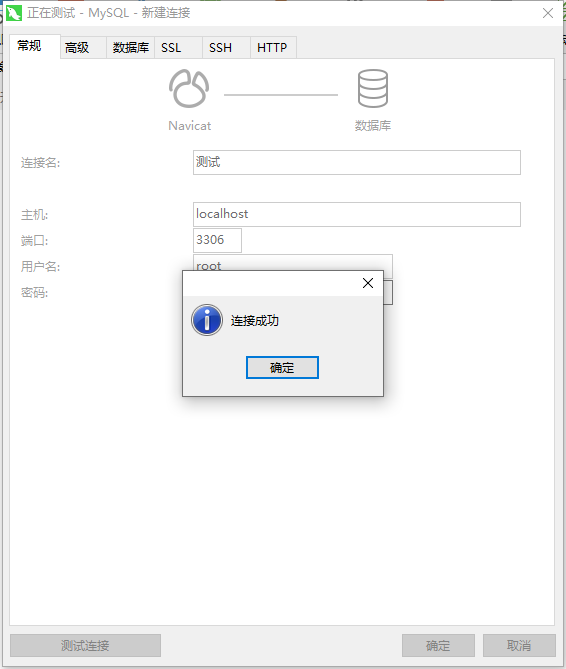 正在测试 - MySQL - 新建连接
常规 高级 数据库 SSL SSH HTTP
Navicat 数据库
连接名: 测试
主机: localhost
端口: 3306
用户名: root
密码:
连接成功
确定
测试连接 确定 取消